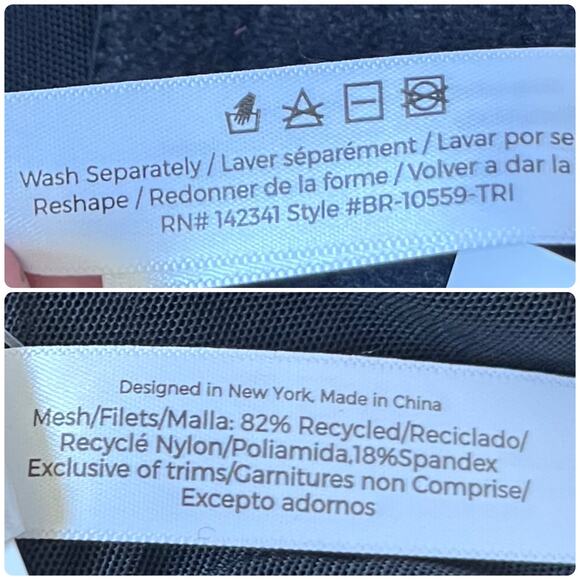 Wash Separately / Laver séparément / Lavar por se
Reshape / Redonner de la forme / Volver a dar la
RN# 142341 Style #BR-10559-TRI
Designed in New York, Made in China
Mesh/Filets/Malla: 82% Recycled/Reciclado/
Recyclé Nylon/Poliamida,18%Spandex
Exclusive of trims/Garnitures non Comprise/
Excepto adornos